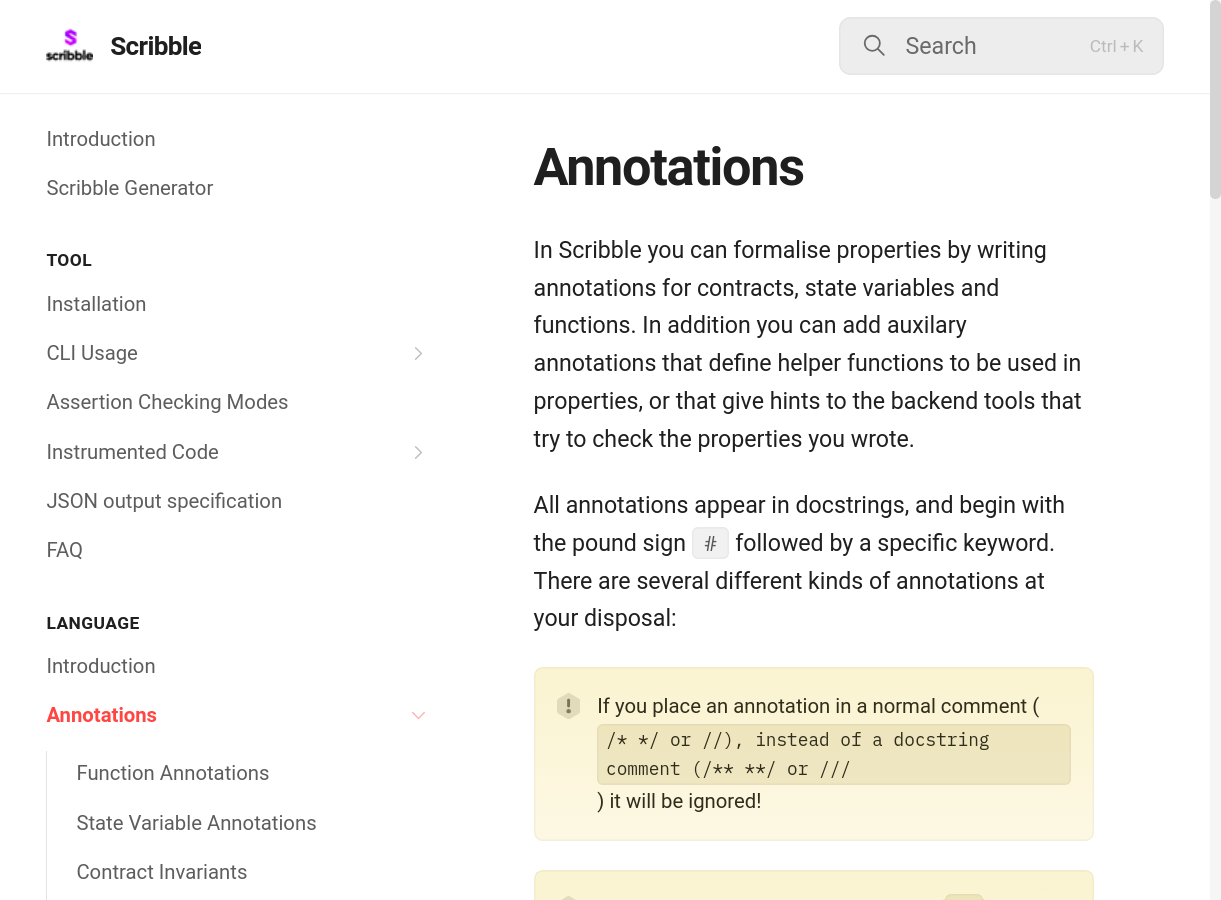 scribble
Scribble
Search
Ctrl + K
Introduction
Scribble Generator
TOOL
Installation
CLI Usage
Assertion Checking Modes
Instrumented Code
JSON output specification
FAQ
LANGUAGE
Introduction
Annotations
Function Annotations
State Variable Annotations
Contract Invariants
Annotations
In Scribble you can formalise properties by writing
annotations for contracts, state variables and
functions. In addition you can add auxilary
annotations that define helper functions to be used in
properties, or that give hints to the backend tools that
try to check the properties you wrote.
All annotations appear in docstrings, and begin with
the pound sign # followed by a specific keyword.
There are several different kinds of annotations at
your disposal:
If you place an annotation in a normal comment (
/* */ or //), instead of a docstring
comment (/** **/ or ///
) it will be ignored!